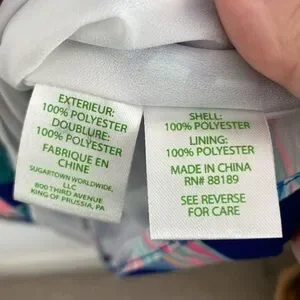 EXTERIEUR:
100% POLYESTER
DOUBLURE:
100% POLYESTER
FABRIQUE EN
CHINE
SUGARTOWN WORLDWIDE,
LLC
800 THIRD AVENUE
KING OF PRUSSIA, PA
SHELL:
100% POLYESTER
LINING:
100% POLYESTER
MADE IN CHINA
RN# 88189
SEE REVERSE
FOR CARE